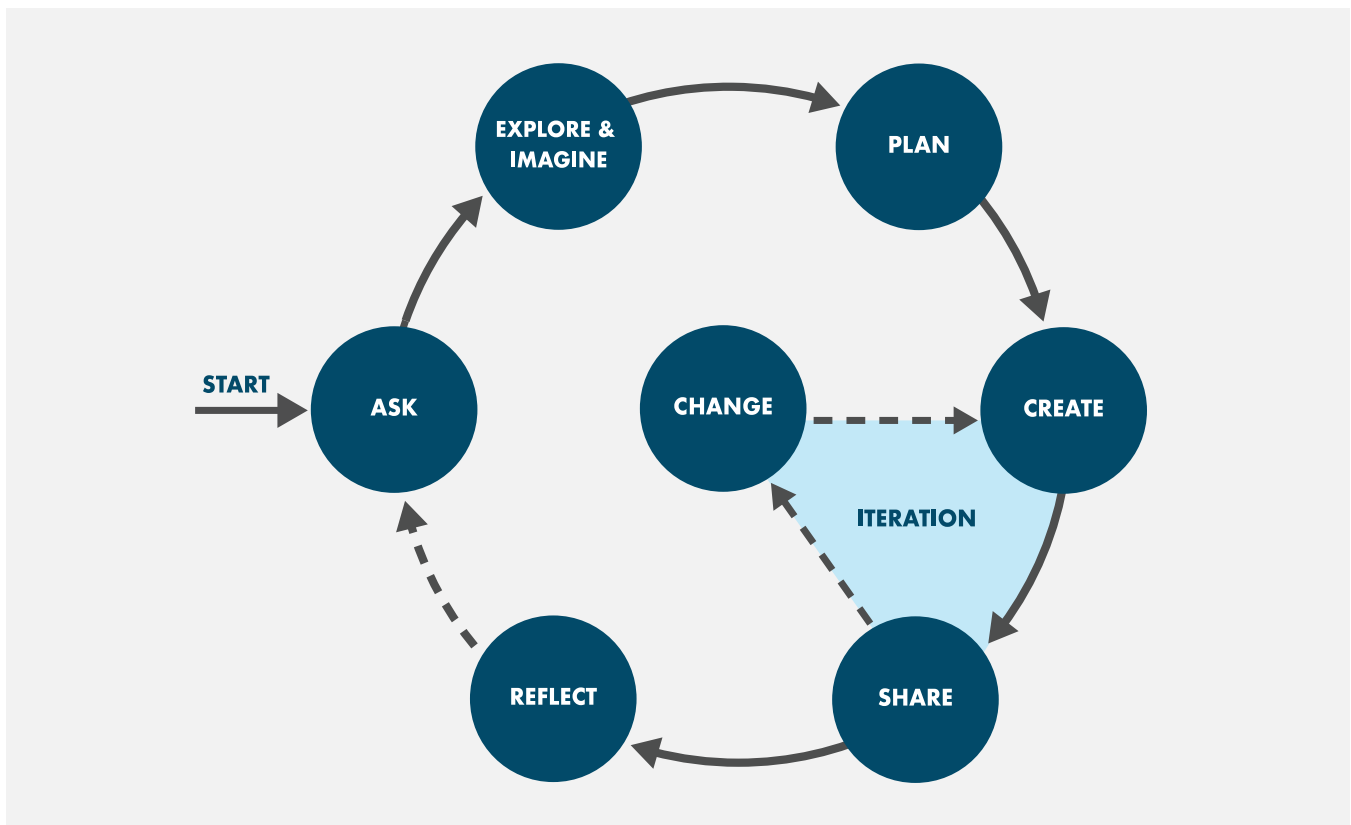 START
ASK
EXPLORE &
IMAGINE
PLAN
CREATE
SHARE
CHANGE
ITERATION
REFLECT